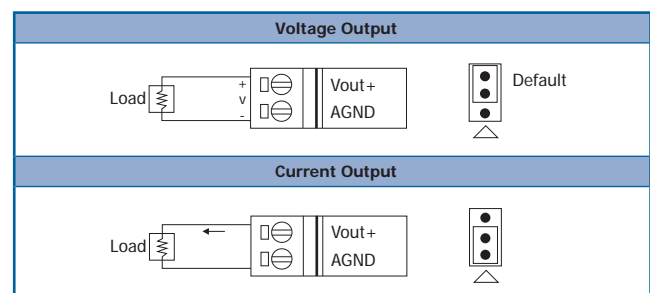 Voltage Output
Load
+
v
-
Vout+
AGND
Default
Current Output
Load
Vout+
AGND